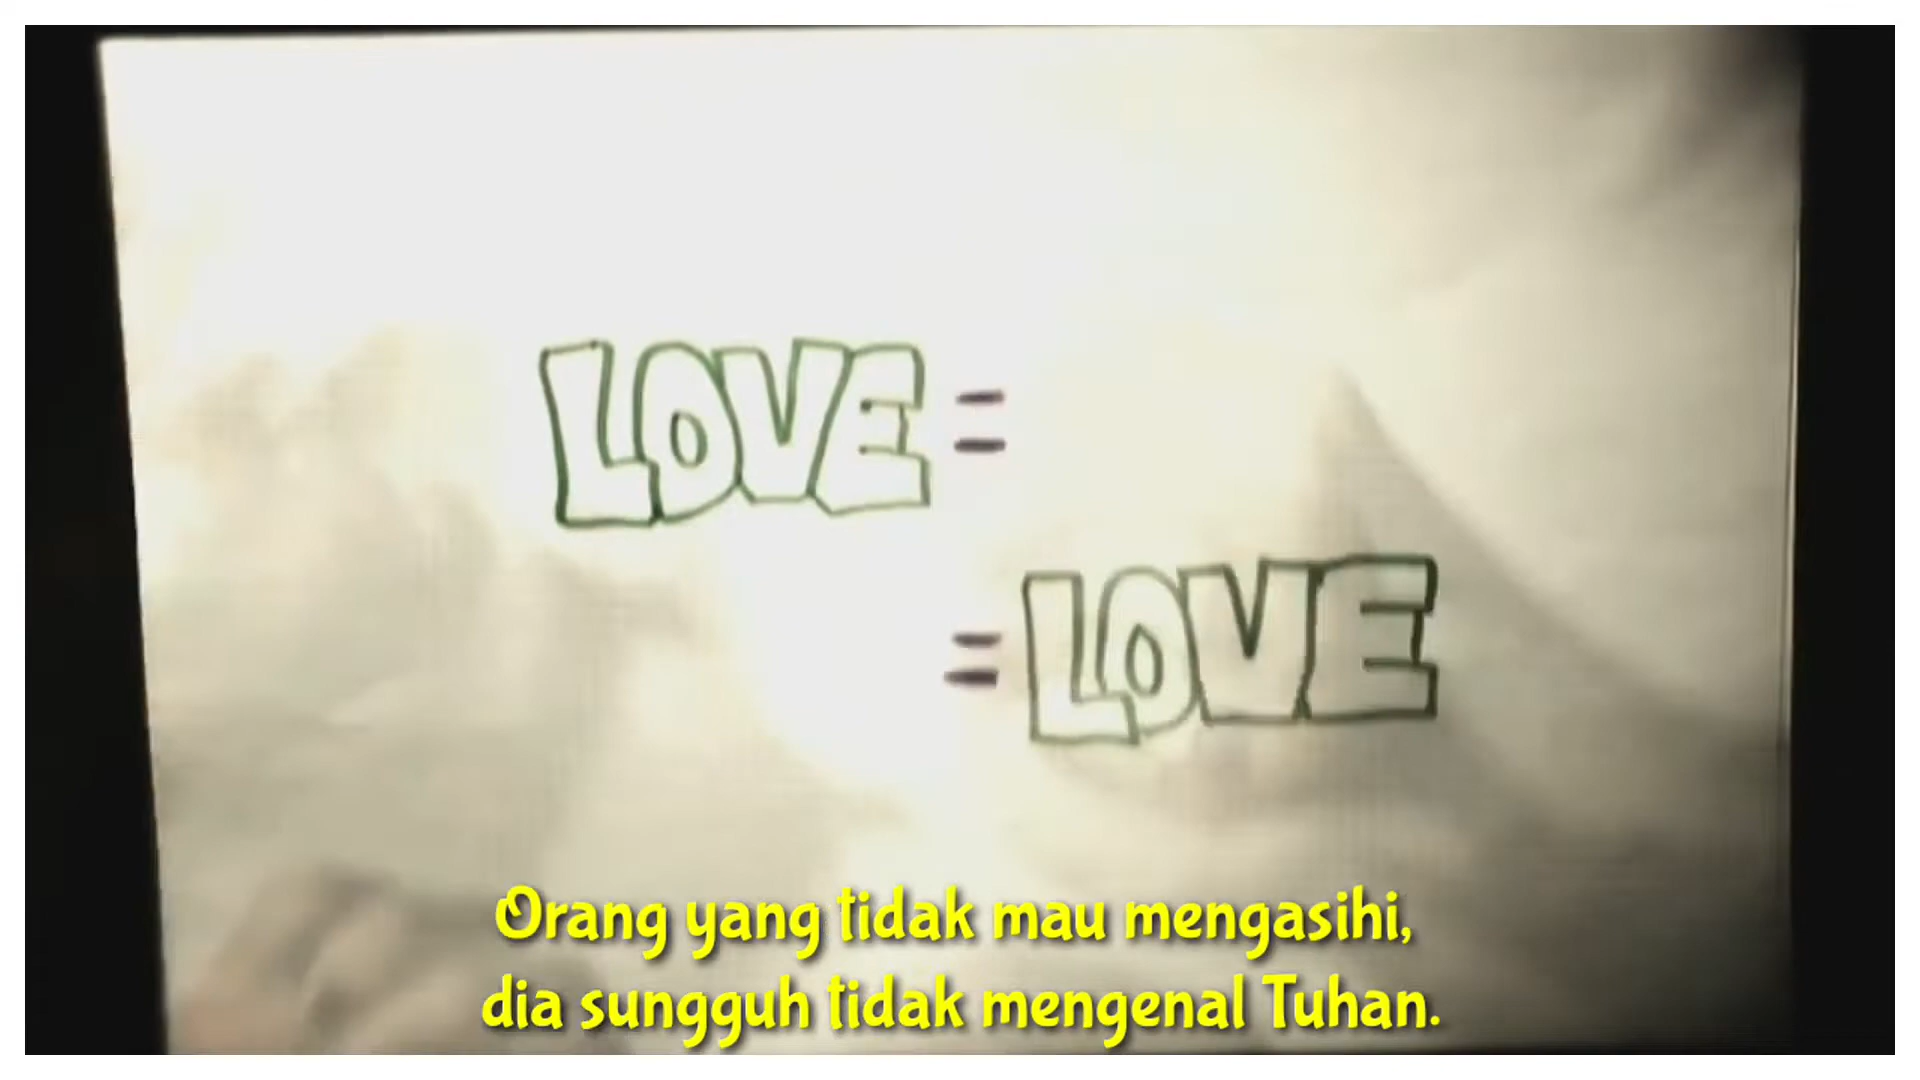 LOVE =
= LOVE
Orang yang tidak mau mengasihi,
dia sungguh tidak mengenal Tuhan.